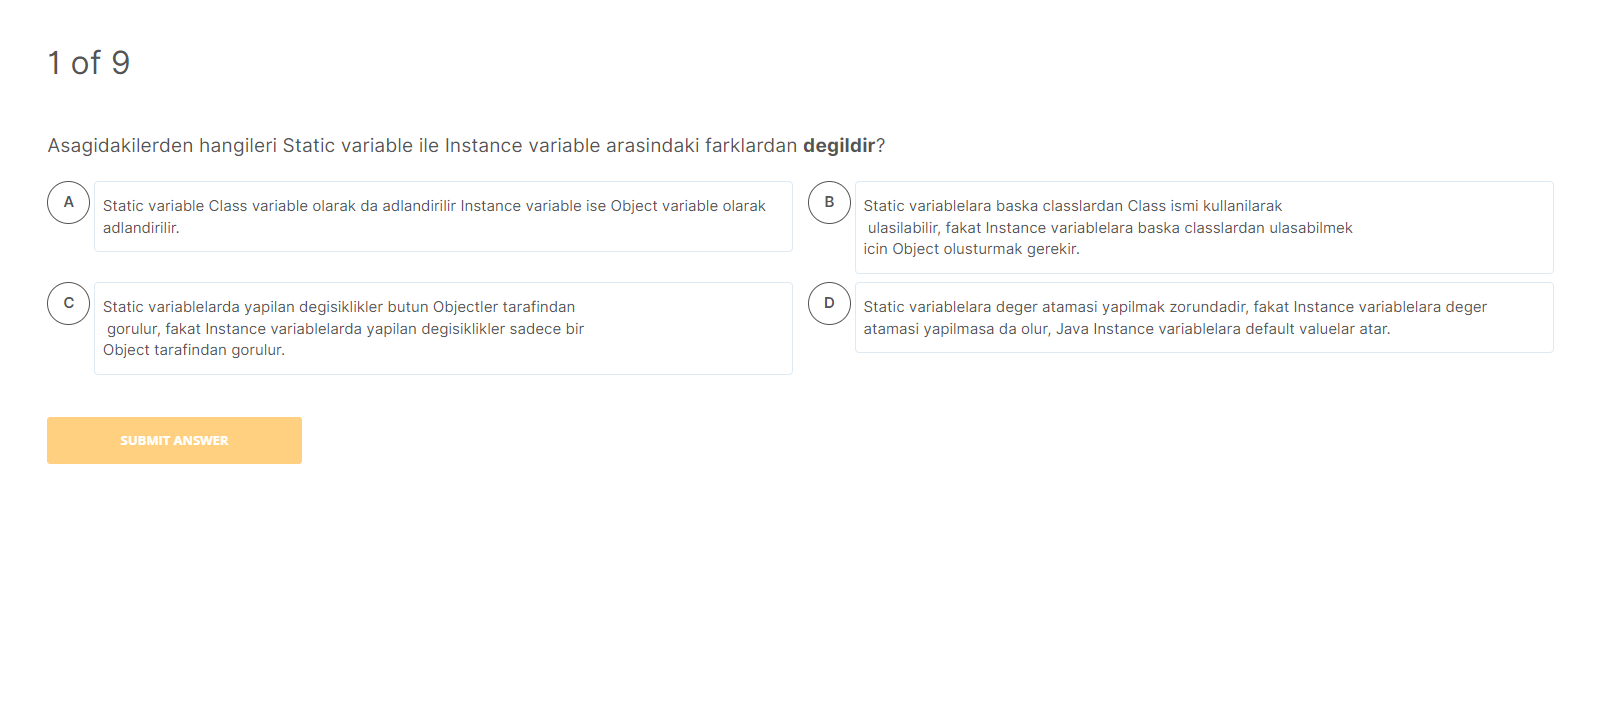 1 of 9
Asagidakilerden hangileri Static variable ile Instance variable arasindaki farklardan degildir?
A
Static variable Class variable olarak da adlandirilir Instance variable ise Object variable olarak
adlandirilir.
B
Static variablelara baska classlardan Class ismi kullanilarak
ulasilabilir, fakat Instance variablelara baska classlardan ulasabilmek
icin Object olusturmak gerekir.
C
Static variablelarda yapilan degisiklikler butun Objectler tarafindan
gorulur, fakat Instance variablelarda yapilan degisiklikler sadece bir
Object tarafindan gorulur.
D
Static variablelara deger atamasi yapilmak zorundadir, fakat Instance variablelara deger
atamasi yapilmasa da olur, Java Instance variablelara default valuelar atar.
SUBMIT ANSWER